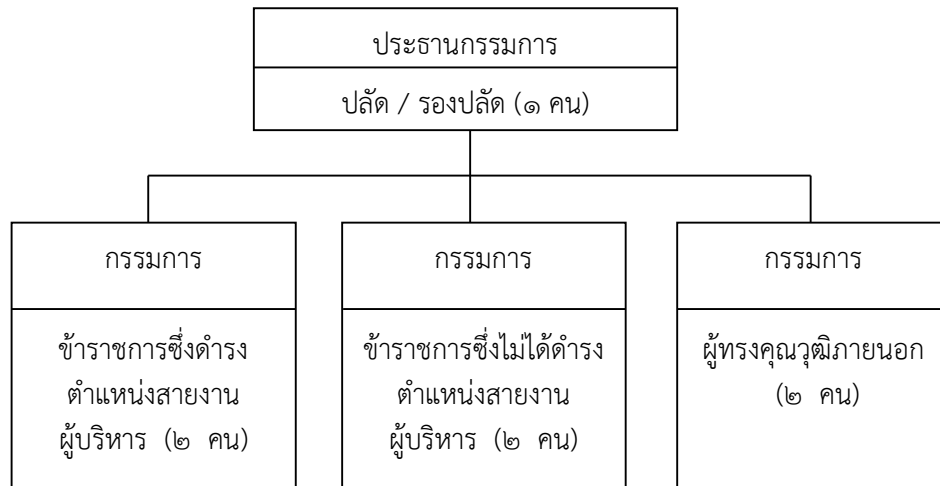 ประธานกรรมการ
ปลัด / รองปลัด (๑ คน)
กรรมการ
ข้าราชการซึ่งดำรง
ตำแหน่งสายงาน
ผู้บริหาร (๒ คน)
กรรมการ
ข้าราชการซึ่งไม่ได้ดำรง
ตำแหน่งสายงาน
ผู้บริหาร (๒ คน)
กรรมการ
ผู้ทรงคุณวุฒิภายนอก
(๒ คน)